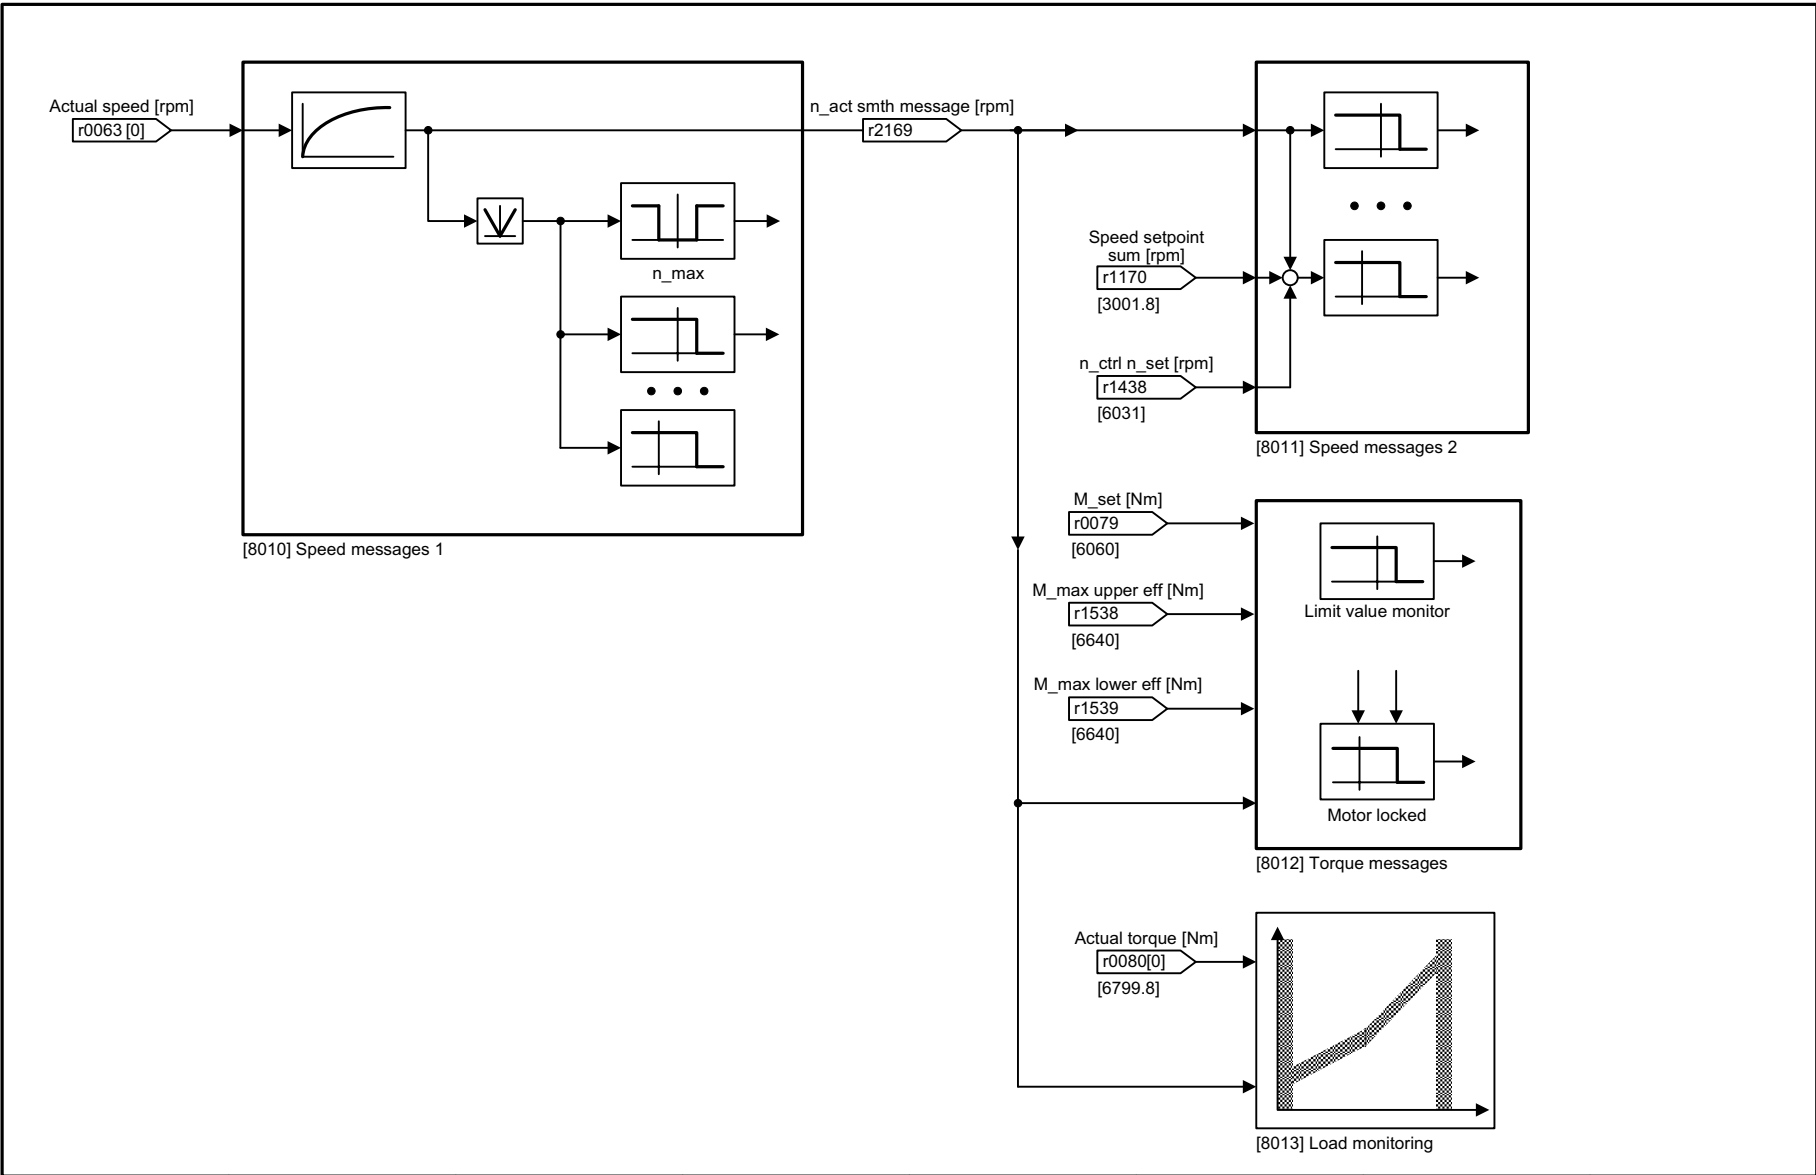 Actual speed [rpm]
r0063 [0]
n_max
[8010] Speed messages 1
n_act smth message [rpm]
r2169
Speed setpoint
sum [rpm]
r1170
[3001.8]
n_ctrl n_set [rpm]
r1438
[6031]
[8011] Speed messages 2
M_set [Nm]
r0079
[6060]
M_max upper eff [Nm]
r1538
[6640]
M_max lower eff [Nm]
r1539
[6640]
Limit value monitor
Motor locked
[8012] Torque messages
Actual torque [Nm]
r0080[0]
[6799.8]
[8013] Load monitoring